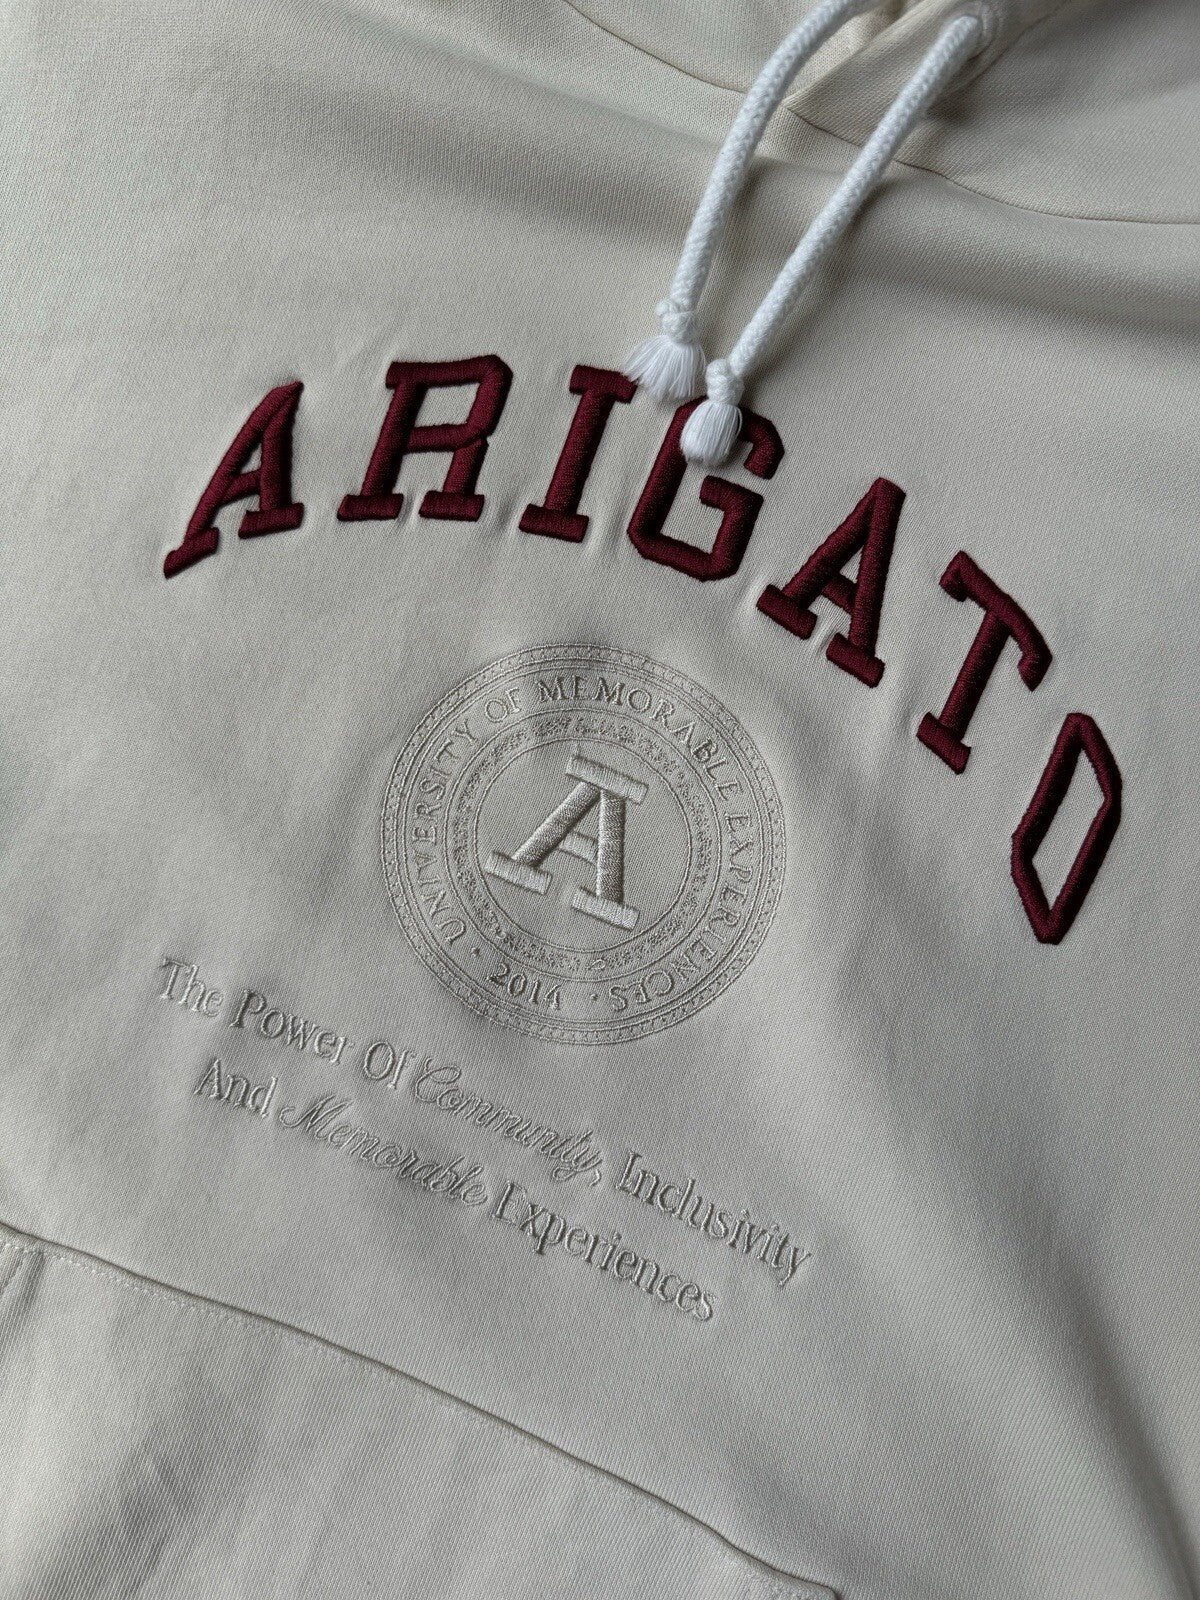 ARIGATO
UNIVERSITY OF MEMORABLE EXPERIENCES
A
· 2014 ·
The Power Of Community, Inclusivity
And Memorable Experiences